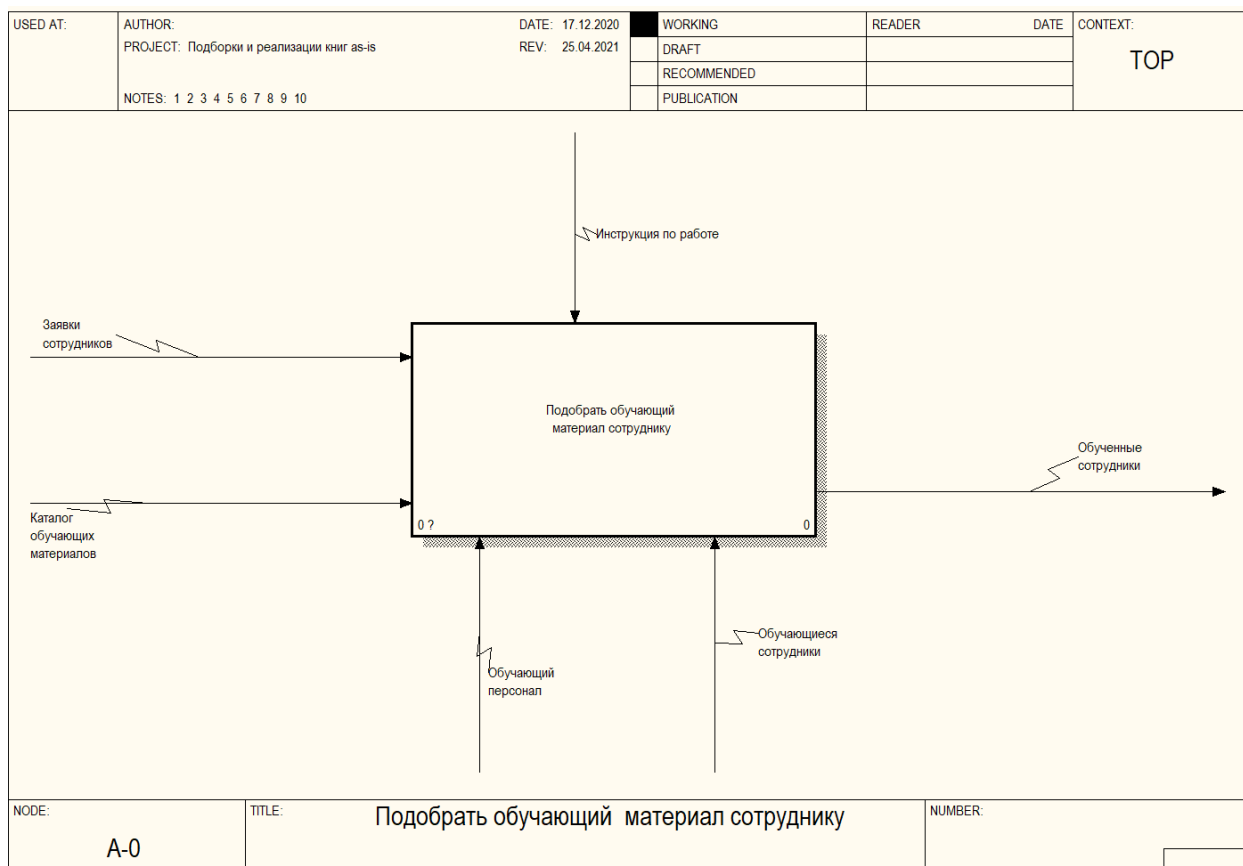 USED AT:
AUTHOR:
DATE: 17.12.2020
PROJECT: Подборки и реализации книг as-is
REV: 25.04.2021
NOTES: 1 2 3 4 5 6 7 8 9 10
WORKING
DRAFT
RECOMMENDED
PUBLICATION
READER
DATE
CONTEXT:
TOP
Инструкция по работе
Заявки
сотрудников
Подобрать обучающий
материал сотруднику
0 ?
0
Каталог
обучающих
материалов
Обученные
сотрудники
Обучающий
персонал
Обучающиеся
сотрудники
NODE:
A-0
TITLE:
Подобрать обучающий материал сотруднику
NUMBER: